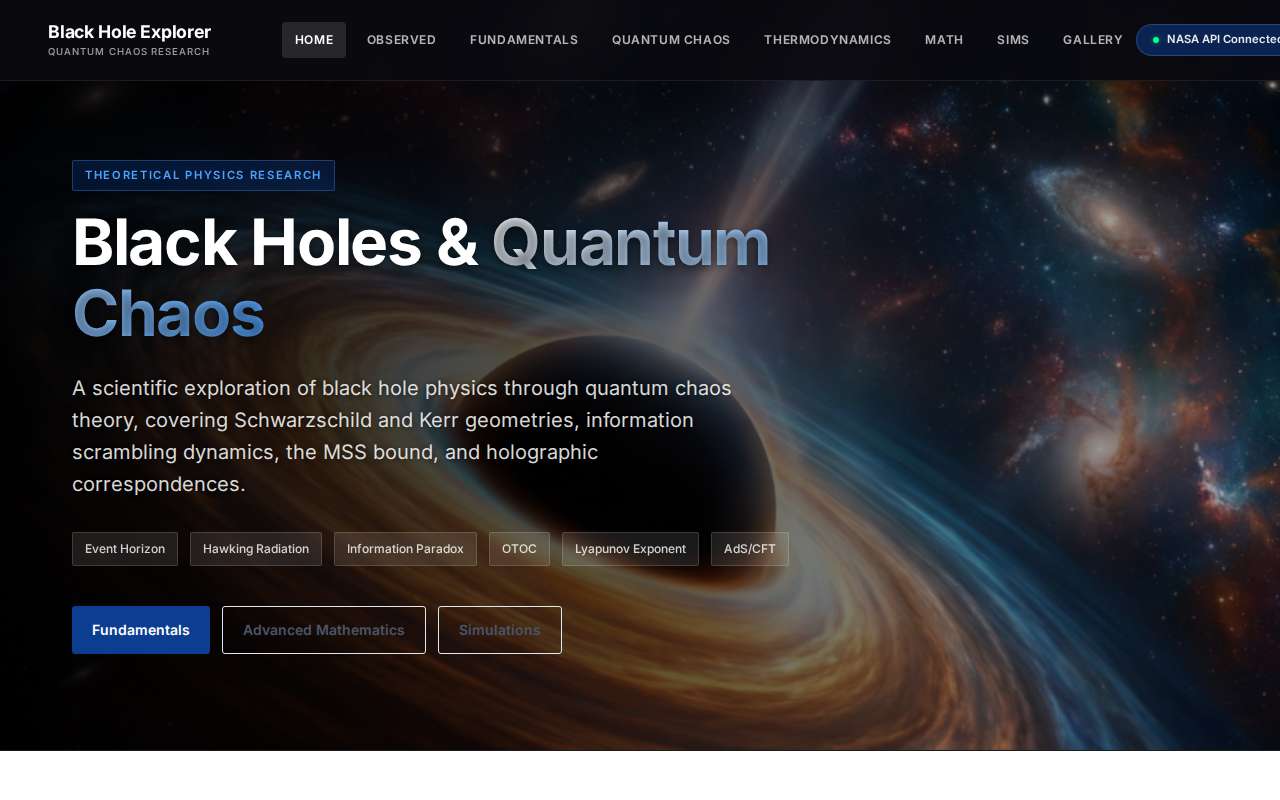 Black Hole Explorer
QUANTUM CHAOS RESEARCH
HOME OBSERVED FUNDAMENTALS QUANTUM CHAOS THERMODYNAMICS MATH SIMS GALLERY NASA API Connected
THEORETICAL PHYSICS RESEARCH
Black Holes & Quantum
Chaos
A scientific exploration of black hole physics through quantum chaos
theory, covering Schwarzschild and Kerr geometries, information
scrambling dynamics, the MSS bound, and holographic
correspondences.
Event Horizon Hawking Radiation Information Paradox OTOC Lyapunov Exponent AdS/CFT
Fundamentals Advanced Mathematics Simulations